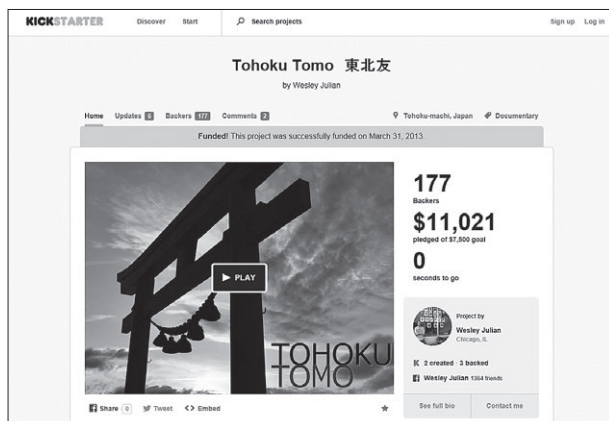 KICKSTARTER Discover Start Search projects Sign up Log in
Tohoku Tomo 東北友
by Wesley Julian
Home Updates 6 Backers 177 Comments 2 Tohoku-machi, Japan Documentary
Funded! This project was successfully funded on March 31, 2013.
177
Backers
$11,021
pledged of $7,500 goal
0
seconds to go
PLAY
TOHOKU
TOMO
Project by
Wesley Julian
Chicago, IL
2 created · 3 backed
Wesley Julian 1364 friends
See full bio Contact me
Share 0 Tweet <> Embed